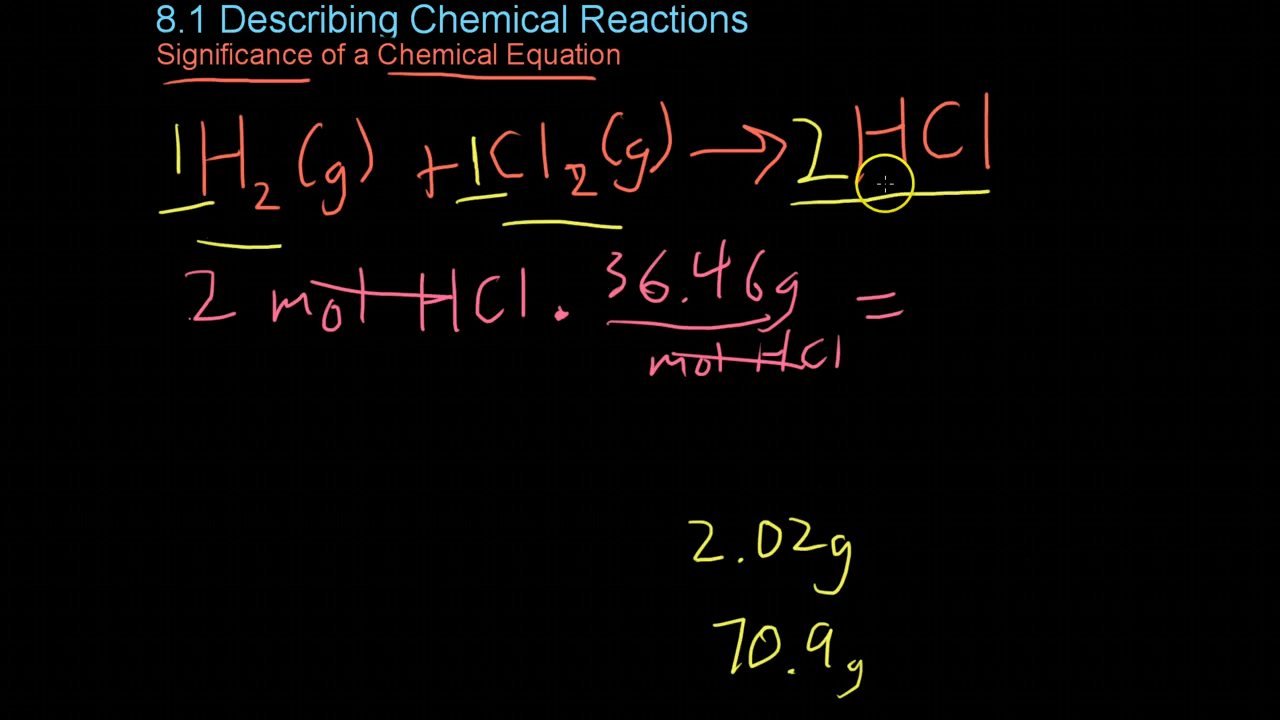 8.1 Describing Chemical Reactions
Significance of a Chemical Equation
1H₂(g) + 1Cl₂(g) → 2HCl
2 mol HCl . 36.46g =
mol HCl
2.02g
70.9g